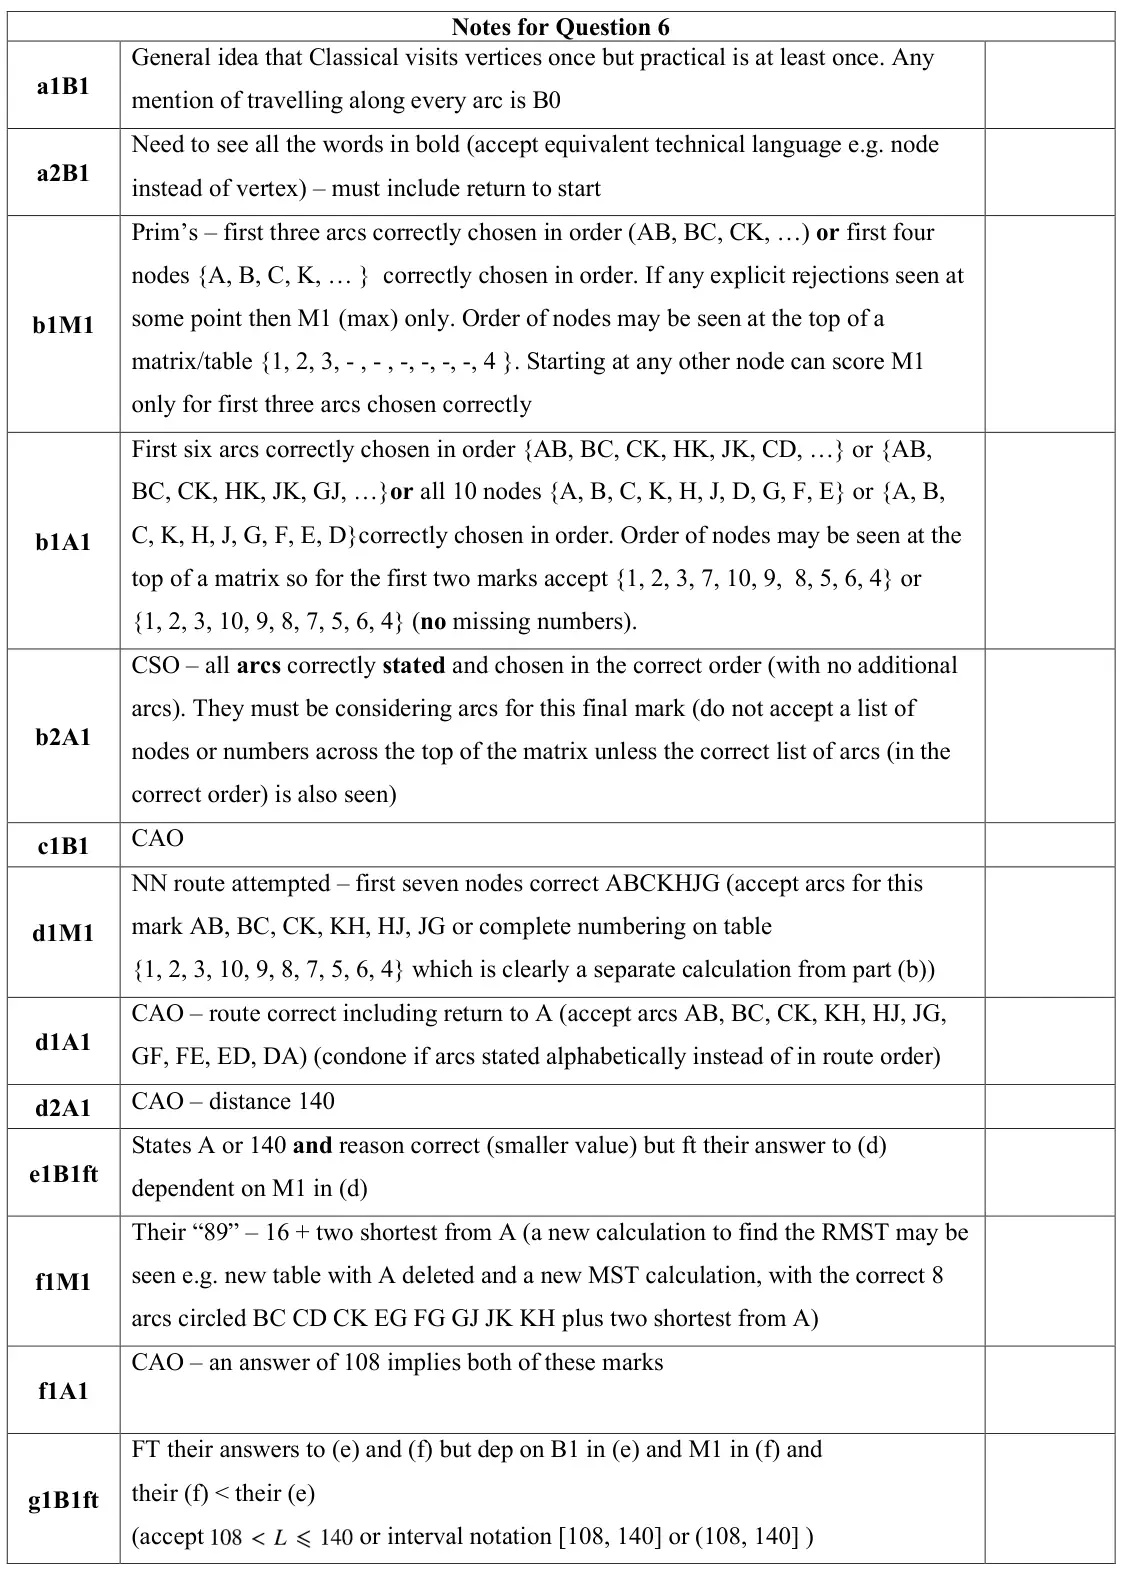 Notes for Question 6
a1B1
General idea that Classical visits vertices once but practical is at least once. Any
mention of travelling along every arc is B0
a2B1
Need to see all the words in bold (accept equivalent technical language e.g. node
instead of vertex) – must include return to start
b1M1
Prim's – first three arcs correctly chosen in order (AB, BC, CK, …) or first four
nodes {A, B, C, K, … }  correctly chosen in order. If any explicit rejections seen at
some point then M1 (max) only. Order of nodes may be seen at the top of a
matrix/table {1, 2, 3, - , - , -, -, -, -, 4 }. Starting at any other node can score M1
only for first three arcs chosen correctly
b1A1
First six arcs correctly chosen in order {AB, BC, CK, HK, JK, CD, …} or {AB,
BC, CK, HK, JK, GJ, …}or all 10 nodes {A, B, C, K, H, J, D, G, F, E} or {A, B,
C, K, H, J, G, F, E, D}correctly chosen in order. Order of nodes may be seen at the
top of a matrix so for the first two marks accept {1, 2, 3, 7, 10, 9,  8, 5, 6, 4} or
{1, 2, 3, 10, 9, 8, 7, 5, 6, 4} (no missing numbers).
b2A1
CSO – all arcs correctly stated and chosen in the correct order (with no additional
arcs). They must be considering arcs for this final mark (do not accept a list of
nodes or numbers across the top of the matrix unless the correct list of arcs (in the
correct order) is also seen)
c1B1
CAO
d1M1
NN route attempted – first seven nodes correct ABCKHJG (accept arcs for this
mark AB, BC, CK, KH, HJ, JG or complete numbering on table
{1, 2, 3, 10, 9, 8, 7, 5, 6, 4} which is clearly a separate calculation from part (b))
d1A1
CAO – route correct including return to A (accept arcs AB, BC, CK, KH, HJ, JG,
GF, FE, ED, DA) (condone if arcs stated alphabetically instead of in route order)
d2A1
CAO – distance 140
e1B1ft
States A or 140 and reason correct (smaller value) but ft their answer to (d)
dependent on M1 in (d)
f1M1
Their “89” – 16 + two shortest from A (a new calculation to find the RMST may be
seen e.g. new table with A deleted and a new MST calculation, with the correct 8
arcs circled BC CD CK EG FG GJ JK KH plus two shortest from A)
f1A1
CAO – an answer of 108 implies both of these marks
g1B1ft
FT their answers to (e) and (f) but dep on B1 in (e) and M1 in (f) and
their (f) < their (e)
(accept 108 < L ⩽ 140 or interval notation [108, 140] or (108, 140] )